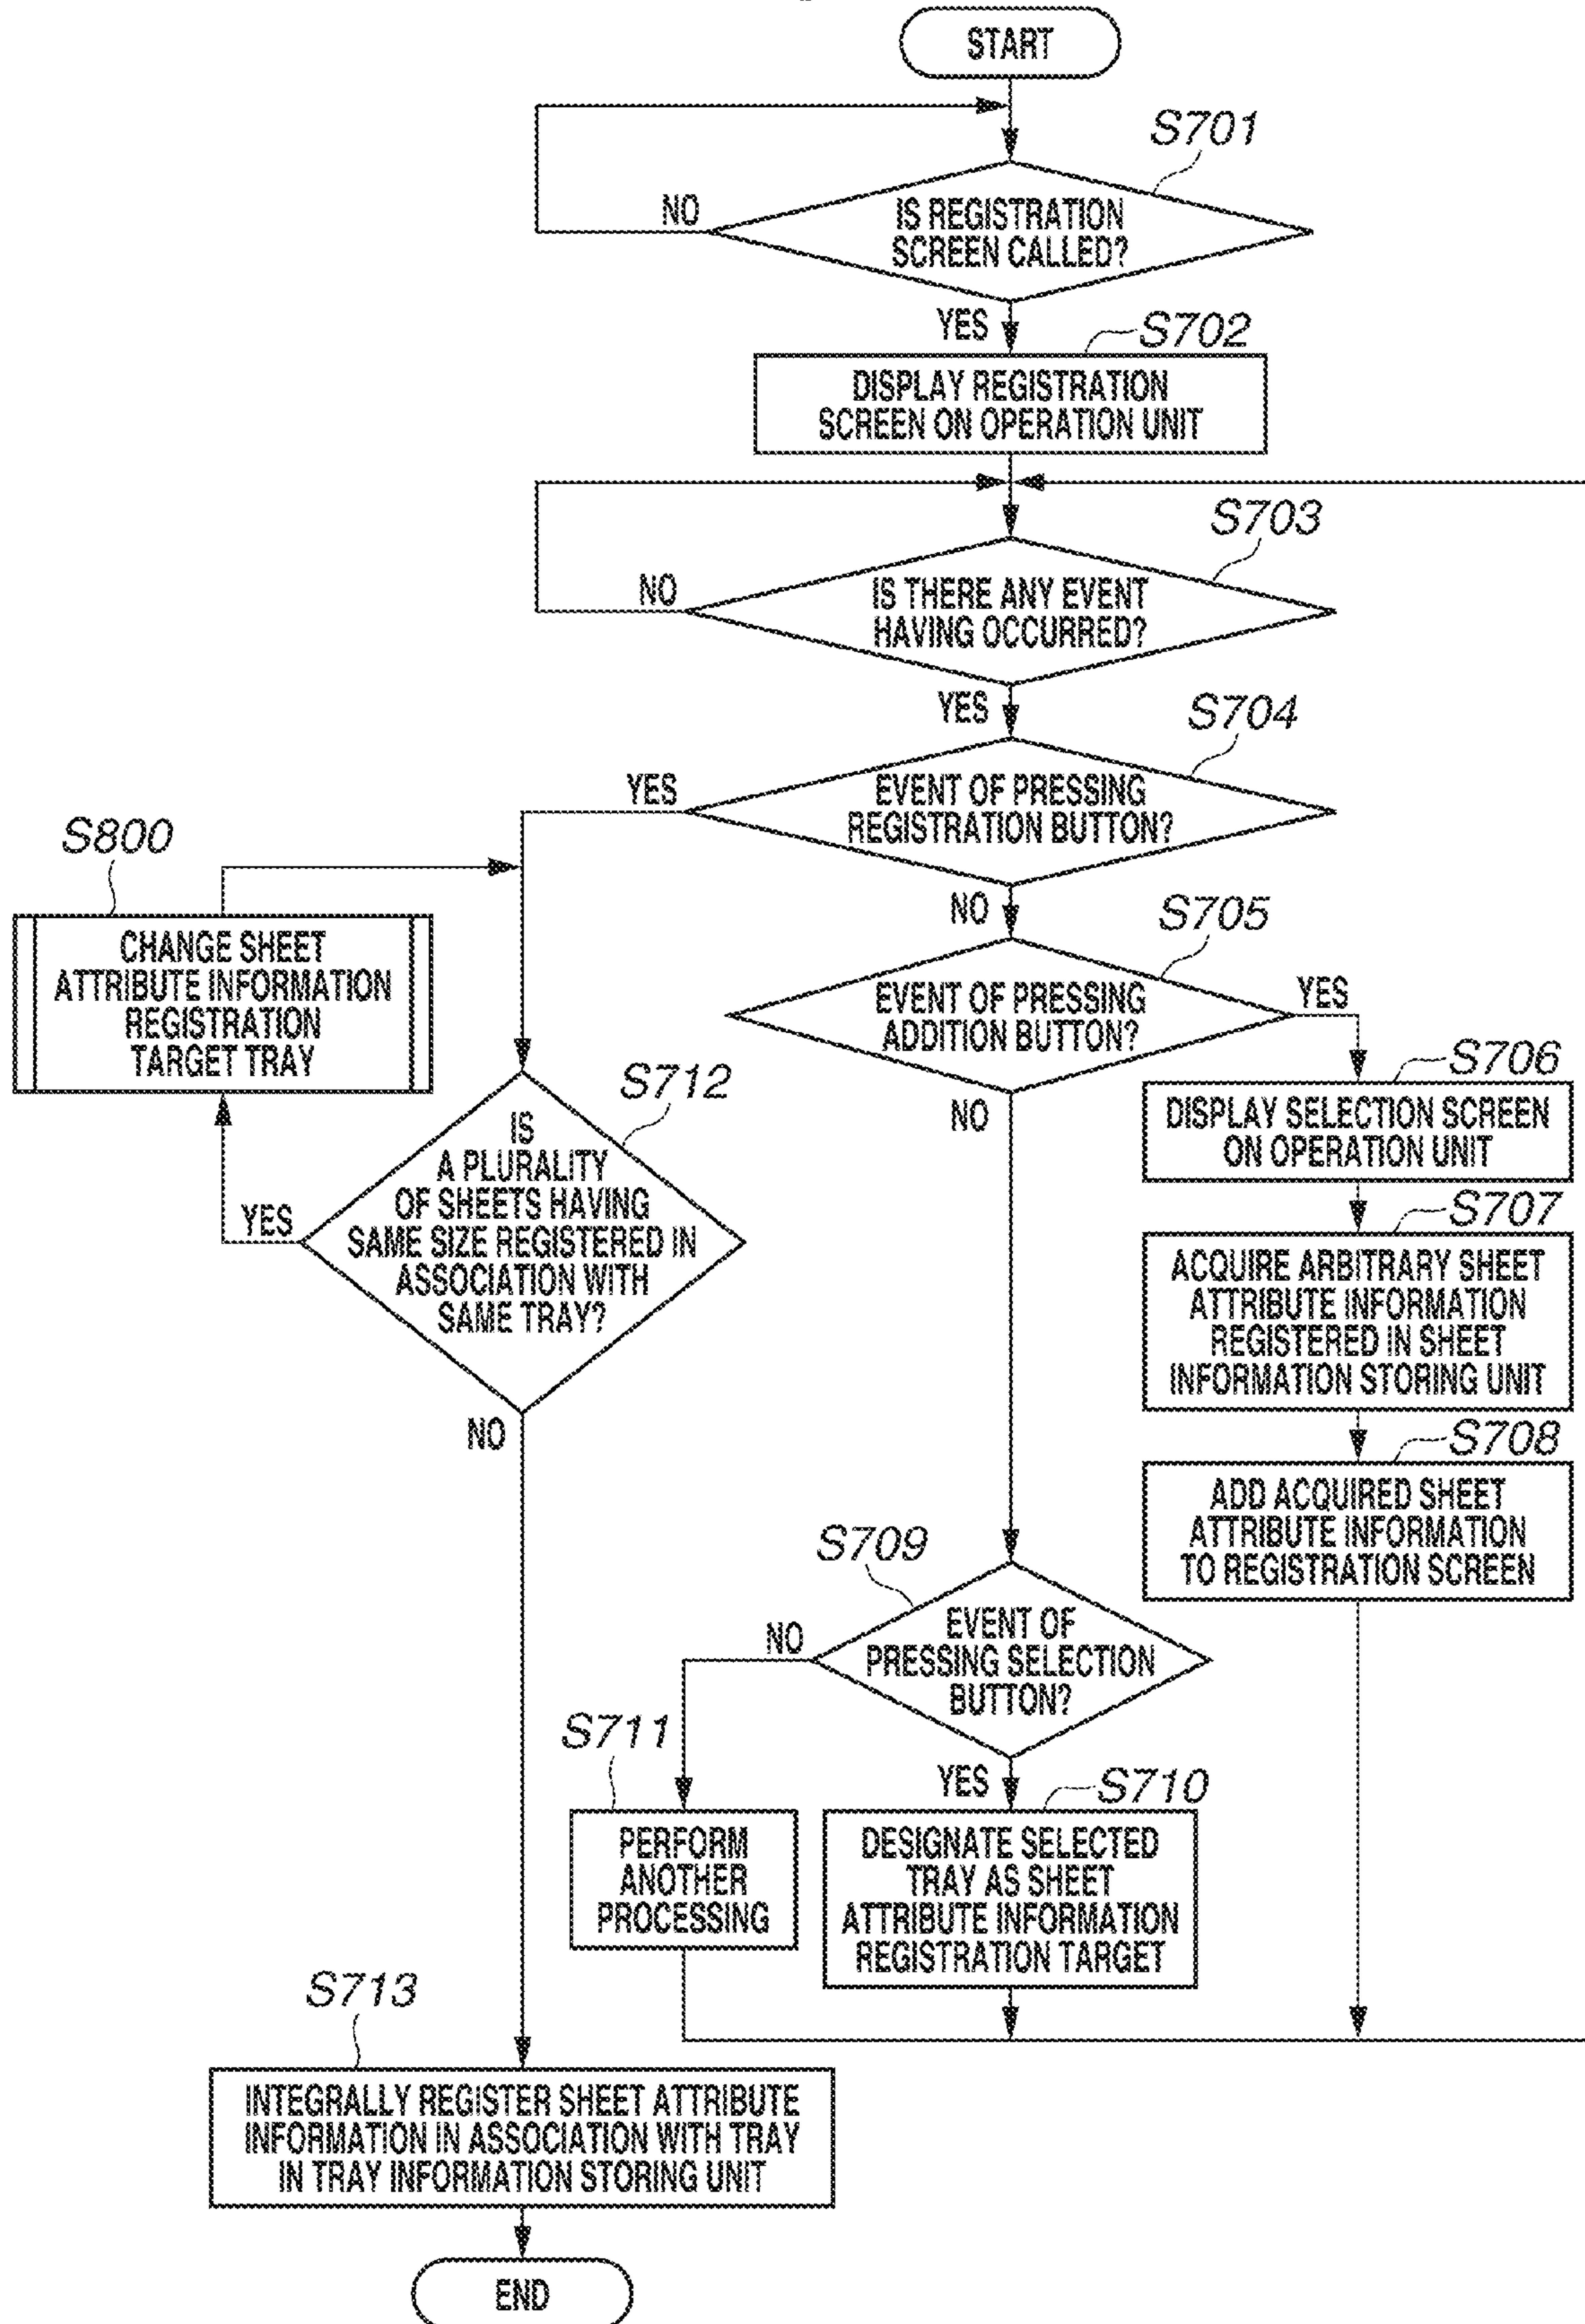 START
S701
NO
IS REGISTRATION
SCREEN CALLED?
YES
S702
DISPLAY REGISTRATION
SCREEN ON OPERATION UNIT
S703
NO
IS THERE ANY EVENT
HAVING OCCURRED?
YES
S704
YES
EVENT OF PRESSING
REGISTRATION BUTTON?
S800
NO
S705
CHANGE SHEET
ATTRIBUTE INFORMATION
REGISTRATION
TARGET TRAY
EVENT OF PRESSING
ADDITION BUTTON?
YES
S706
S712
NO
DISPLAY SELECTION SCREEN
ON OPERATION UNIT
IS
A PLURALITY
OF SHEETS HAVING
SAME SIZE REGISTERED IN
ASSOCIATION WITH
SAME TRAY?
YES
S707
ACQUIRE ARBITRARY SHEET
ATTRIBUTE INFORMATION
REGISTERED IN SHEET
INFORMATION STORING UNIT
NO
S708
ADD ACQUIRED SHEET
ATTRIBUTE INFORMATION
TO REGISTRATION SCREEN
S709
NO
EVENT OF
PRESSING SELECTION
BUTTON?
S711
YES
S710
PERFORM
ANOTHER
PROCESSING
DESIGNATE SELECTED
TRAY AS SHEET
ATTRIBUTE INFORMATION
REGISTRATION TARGET
S713
INTEGRALLY REGISTER SHEET ATTRIBUTE
INFORMATION IN ASSOCIATION WITH TRAY
IN TRAY INFORMATION STORING UNIT
END